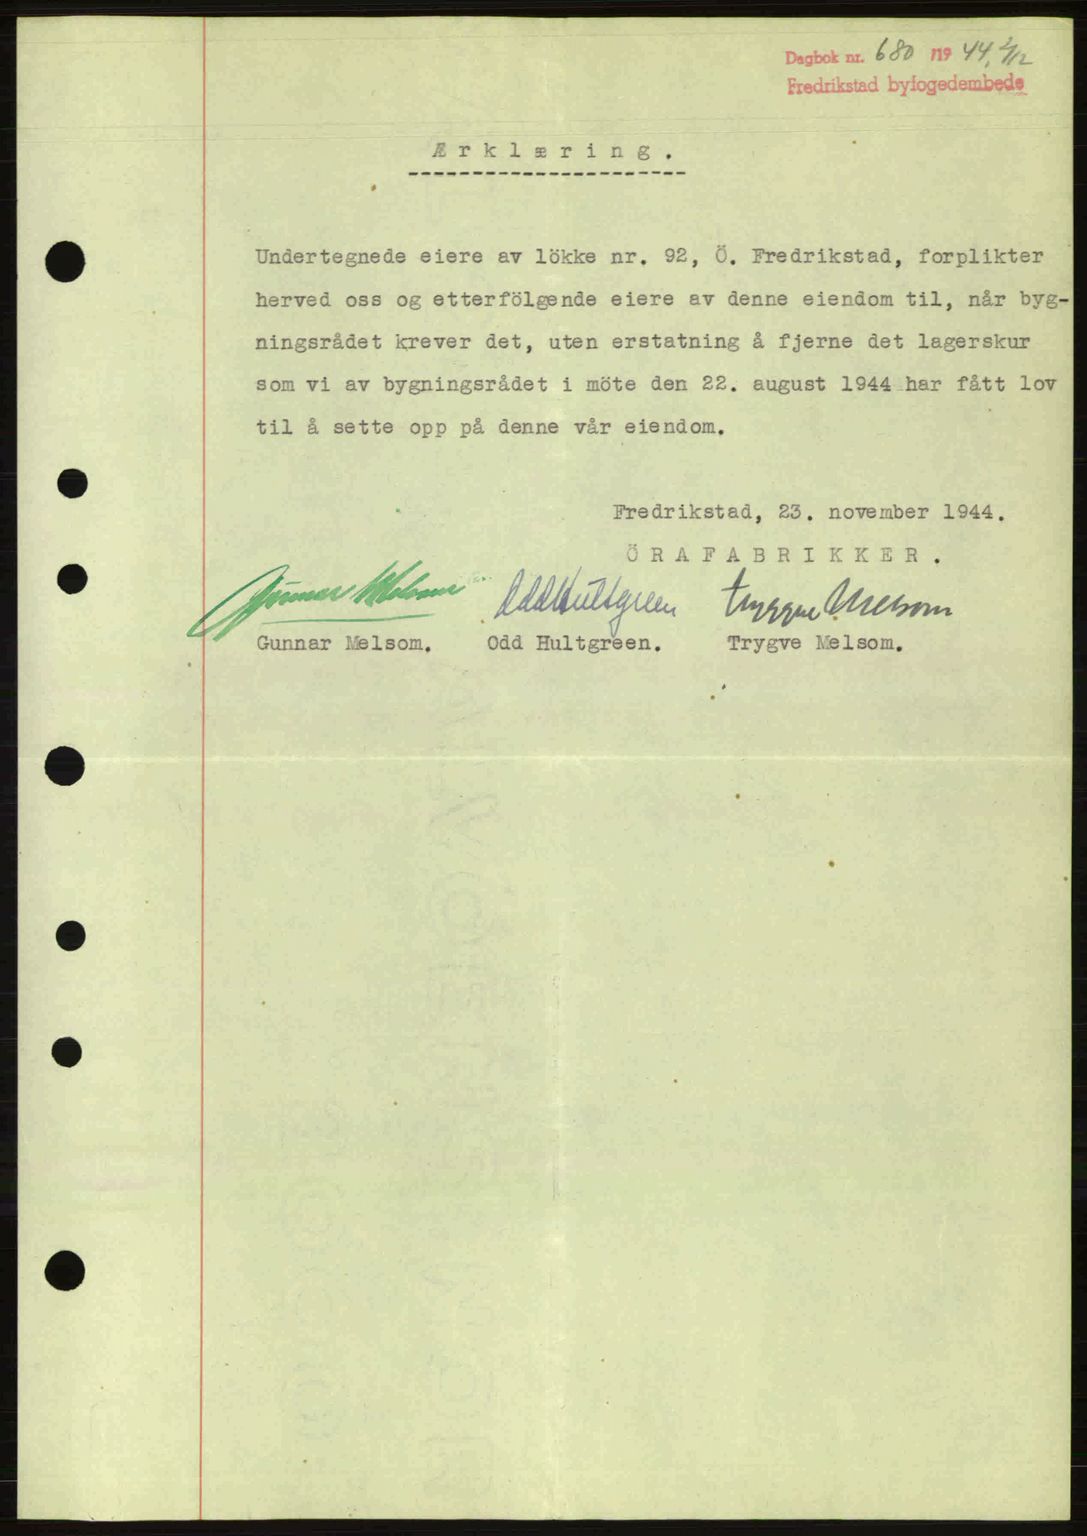 Dagbok nr. 680 /19 44, 2/12
Fredrikstad byfogedembede
Æ r k l æ r i n g .
Undertegnede eiere av lökke nr. 92, Ö. Fredrikstad, forplikter
herved oss og etterfölgende eiere av denne eiendom til, når byg-
ningsrådet krever det, uten erstatning å fjerne det lagerskur
som vi av bygningsrådet i möte den 22. august 1944 har fått lov
til å sette opp på denne vår eiendom.
Fredrikstad, 23. november 1944.
Ö R A F A B R I K K E R .
Gunnar Melsom Odd Hultgreen Trygve Melsom
Gunnar Melsom. Odd Hultgreen. Trygve Melsom.